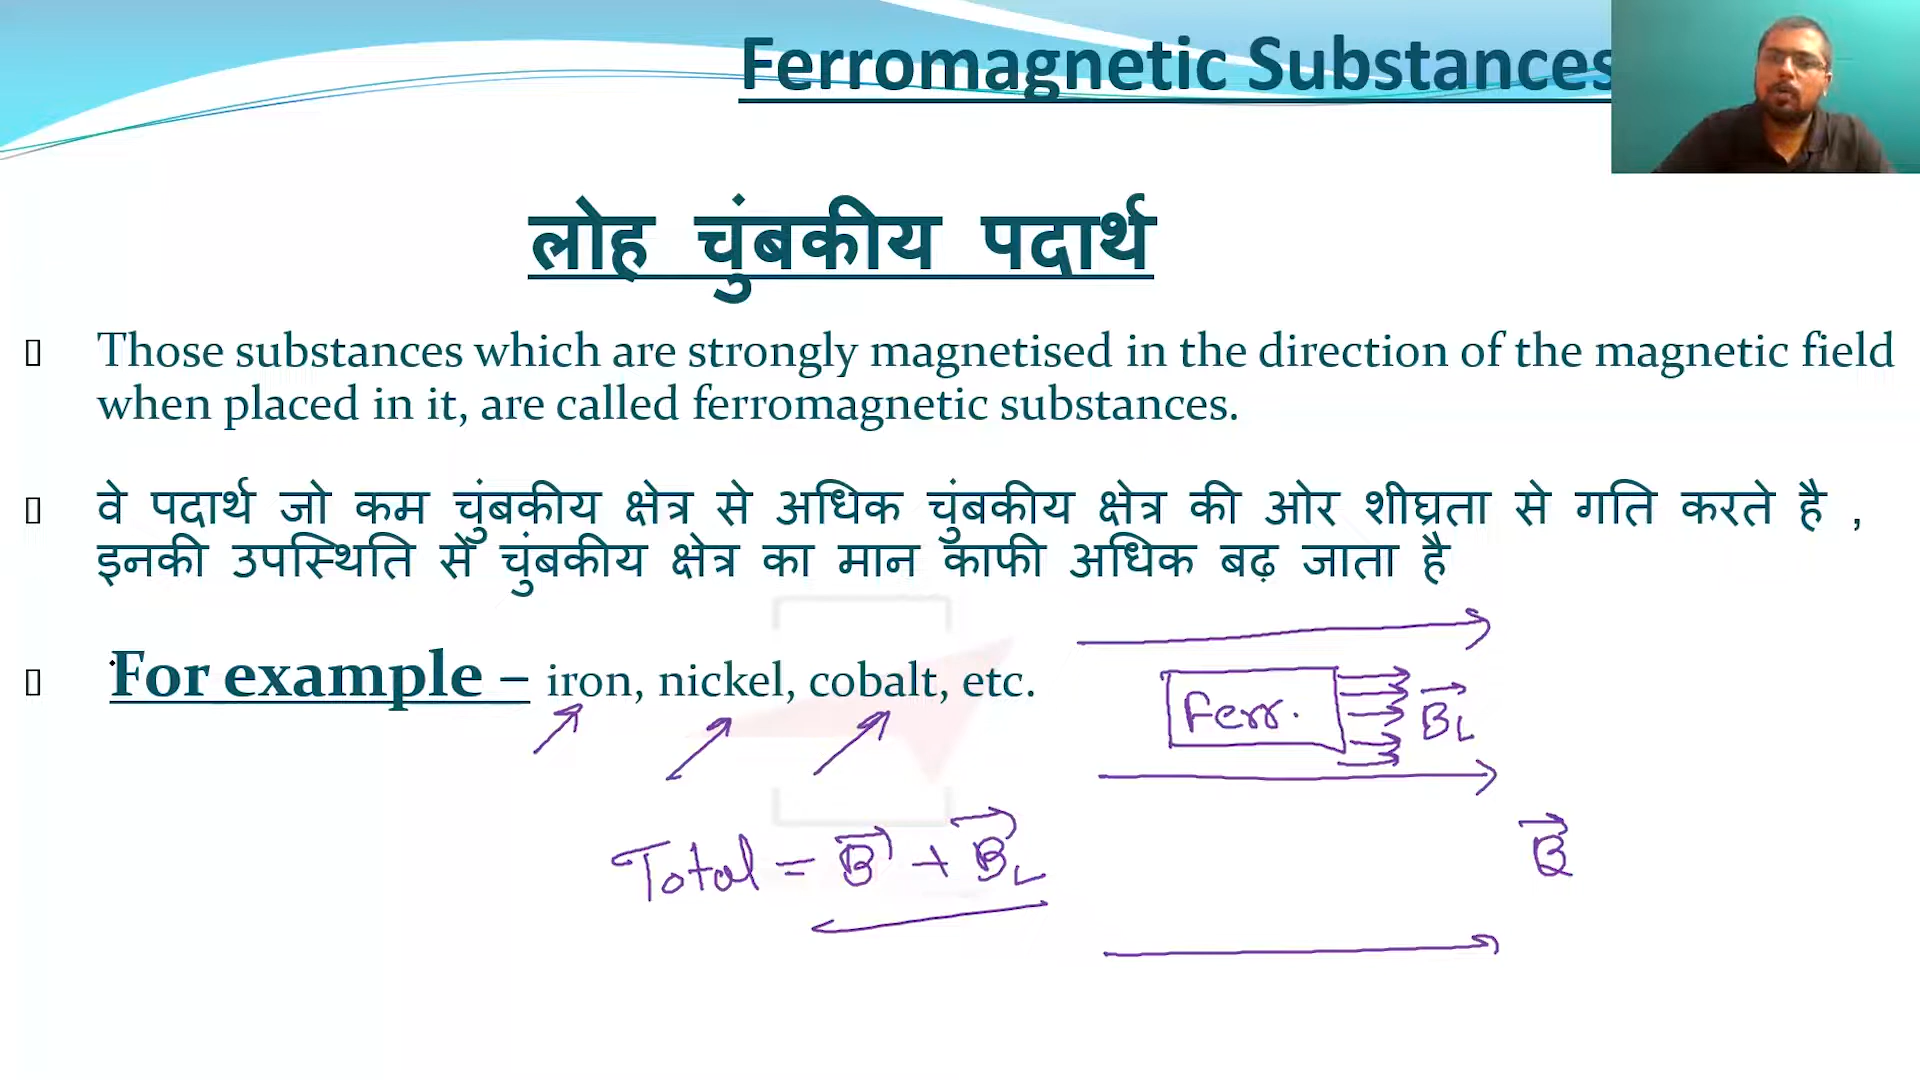 Ferromagnetic Substances
लोह चुंबकीय पदार्थ
Those substances which are strongly magnetised in the direction of the magnetic field
when placed in it, are called ferromagnetic substances.
वे पदार्थ जो कम चुंबकीय क्षेत्र से अधिक चुंबकीय क्षेत्र की ओर शीघ्रता से गति करते है ,
इनकी उपस्थिति से चुंबकीय क्षेत्र का मान काफी अधिक बढ़ जाता है
For example – iron, nickel, cobalt, etc.
Ferr.
B_L
Total = B + B_L
B